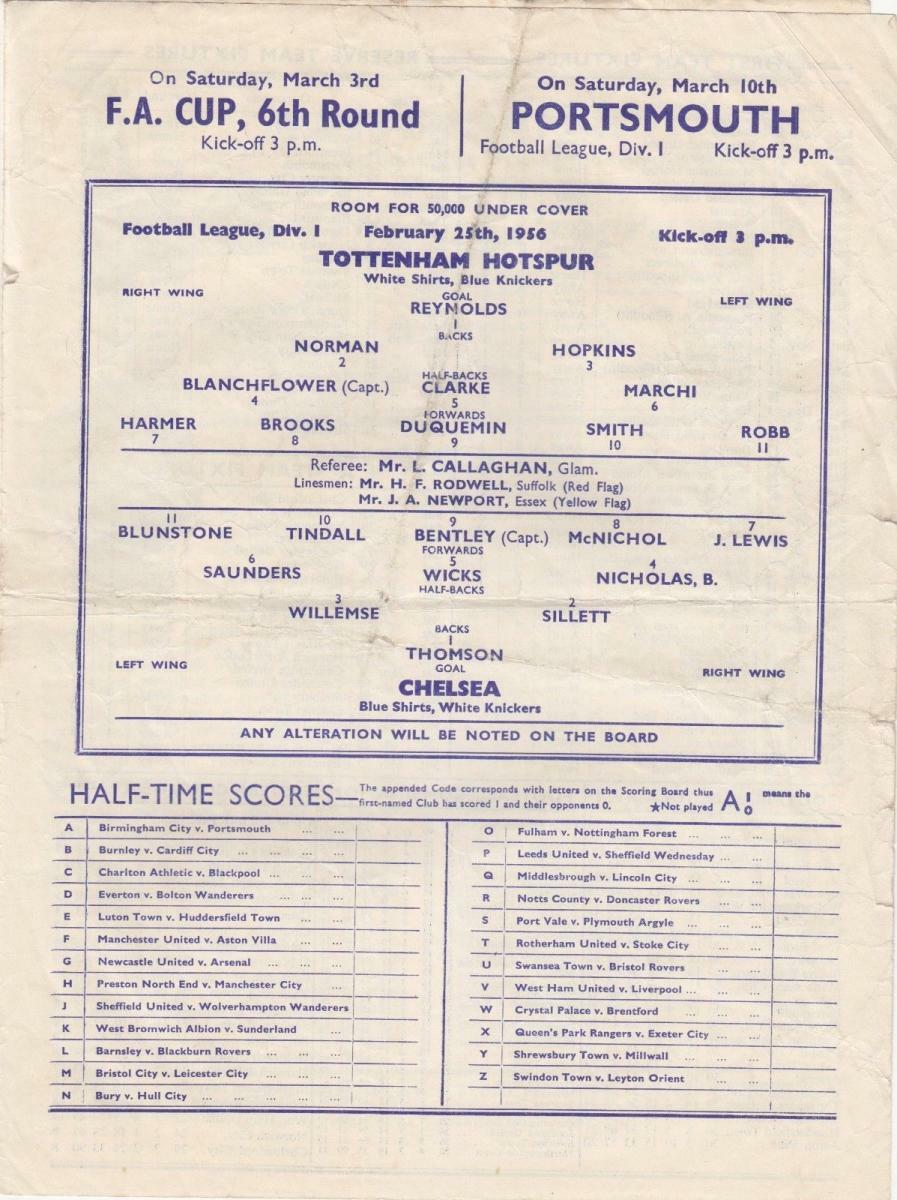 On Saturday, March 3rd
F.A. CUP, 6th Round
Kick-off 3 p.m.
On Saturday, March 10th
PORTSMOUTH
Football League, Div. 1 Kick-off 3 p.m.
ROOM FOR 50,000 UNDER COVER
Football League, Div. 1 February 25th, 1956 Kick-off 3 p.m.
TOTTENHAM HOTSPUR
White Shirts, Blue Knickers
RIGHT WING GOAL LEFT WING
REYNOLDS
1
BACKS
NORMAN HOPKINS
2 3
HALF-BACKS
BLANCHFLOWER (Capt.) CLARKE MARCHI
4 5 6
FORWARDS
HARMER BROOKS DUQUEMIN SMITH ROBB
7 8 9 10 11
Referee: Mr. L. CALLAGHAN, Glam.
Linesmen: Mr. H. F. RODWELL, Suffolk (Red Flag)
Mr. J. A. NEWPORT, Essex (Yellow Flag)
11 10 9 8 7
BLUNSTONE TINDALL BENTLEY (Capt.) McNICHOL J. LEWIS
FORWARDS
6 5 4
SAUNDERS WICKS NICHOLAS, B.
HALF-BACKS
3 2
WILLEMSE SILLETT
BACKS
1
THOMSON
LEFT WING GOAL RIGHT WING
CHELSEA
Blue Shirts, White Knickers
ANY ALTERATION WILL BE NOTED ON THE BOARD
HALF-TIME SCORES—The appended Code corresponds with letters on the Scoring Board thus A 1 0 means the
first-named Club has scored 1 and their opponents 0. ★Not played
A Birmingham City v. Portsmouth ... ...
B Burnley v. Cardiff City ... ... ... ...
C Charlton Athletic v. Blackpool ... ... ...
D Everton v. Bolton Wanderers ... ... ...
E Luton Town v. Huddersfield Town ... ...
F Manchester United v. Aston Villa ... ...
G Newcastle United v. Arsenal ... ... ...
H Preston North End v. Manchester City ...
J Sheffield United v. Wolverhampton Wanderers
K West Bromwich Albion v. Sunderland ...
L Barnsley v. Blackburn Rovers ... ... ...
M Bristol City v. Leicester City ... ... ...
N Bury v. Hull City ... ... ... ... ...
O Fulham v. Nottingham Forest ... ... ...
P Leeds United v. Sheffield Wednesday ... ...
Q Middlesbrough v. Lincoln City ... ... ...
R Notts County v. Doncaster Rovers ... ...
S Port Vale v. Plymouth Argyle ... ... ...
T Rotherham United v. Stoke City ... ...
U Swansea Town v. Bristol Rovers ... ...
V West Ham United v. Liverpool ... ... ...
W Crystal Palace v. Brentford ... ... ...
X Queen's Park Rangers v. Exeter City ... ...
Y Shrewsbury Town v. Millwall ... ... ...
Z Swindon Town v. Leyton Orient ... ...